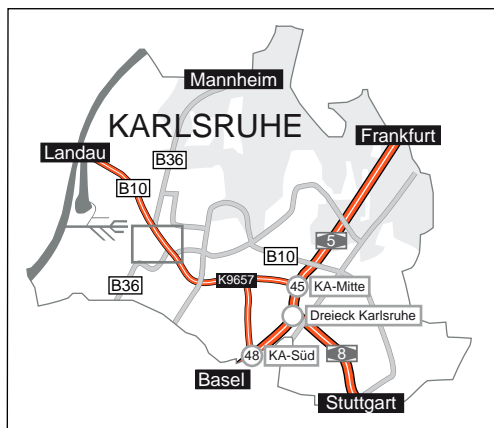 Mannheim
KARLSRUHE
Frankfurt
Landau
B36
B10
5
B10
B36
K9657
45 KA-Mitte
Dreieck Karlsruhe
48 KA-Süd
8
Basel
Stuttgart